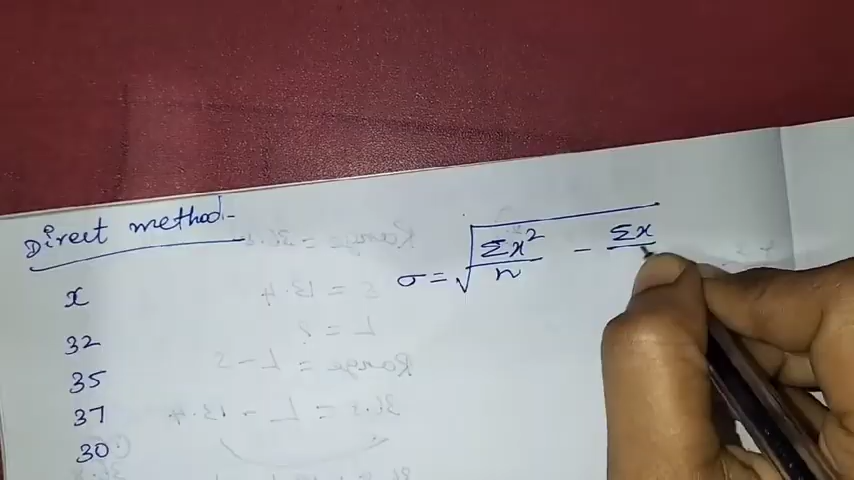 Direct method-
x
32
35
37
30
σ = √ Σx² / n - Σx